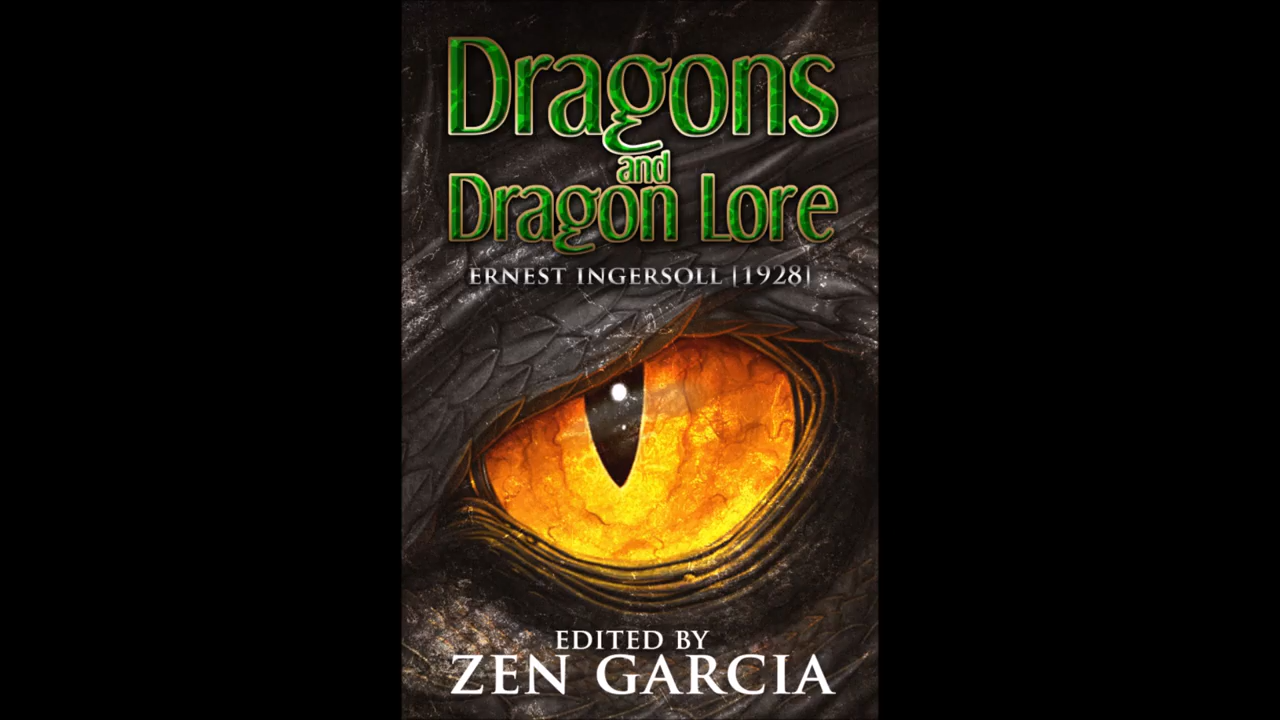 Dragons
and
Dragon Lore
ERNEST INGERSOLL [1928]
EDITED BY
ZEN GARCIA